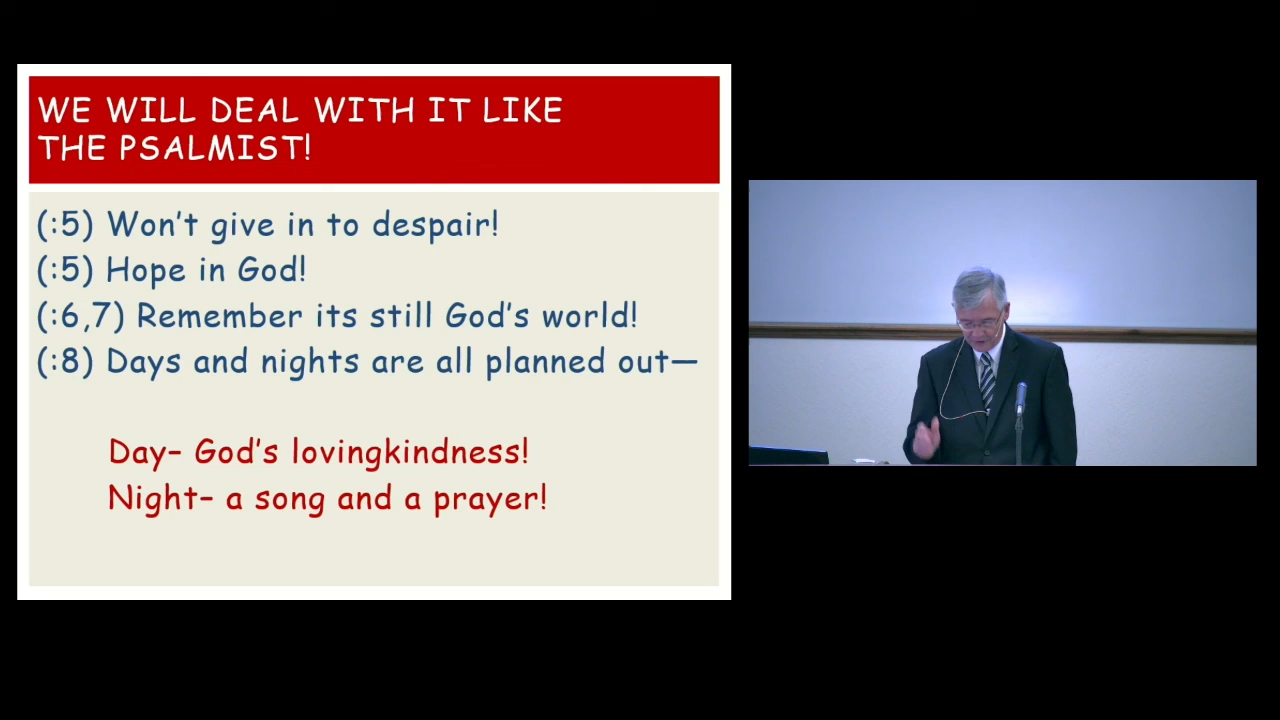 WE WILL DEAL WITH IT LIKE
THE PSALMIST!
(:5) Won't give in to despair!
(:5) Hope in God!
(:6,7) Remember its still God's world!
(:8) Days and nights are all planned out—
Day– God's lovingkindness!
Night– a song and a prayer!